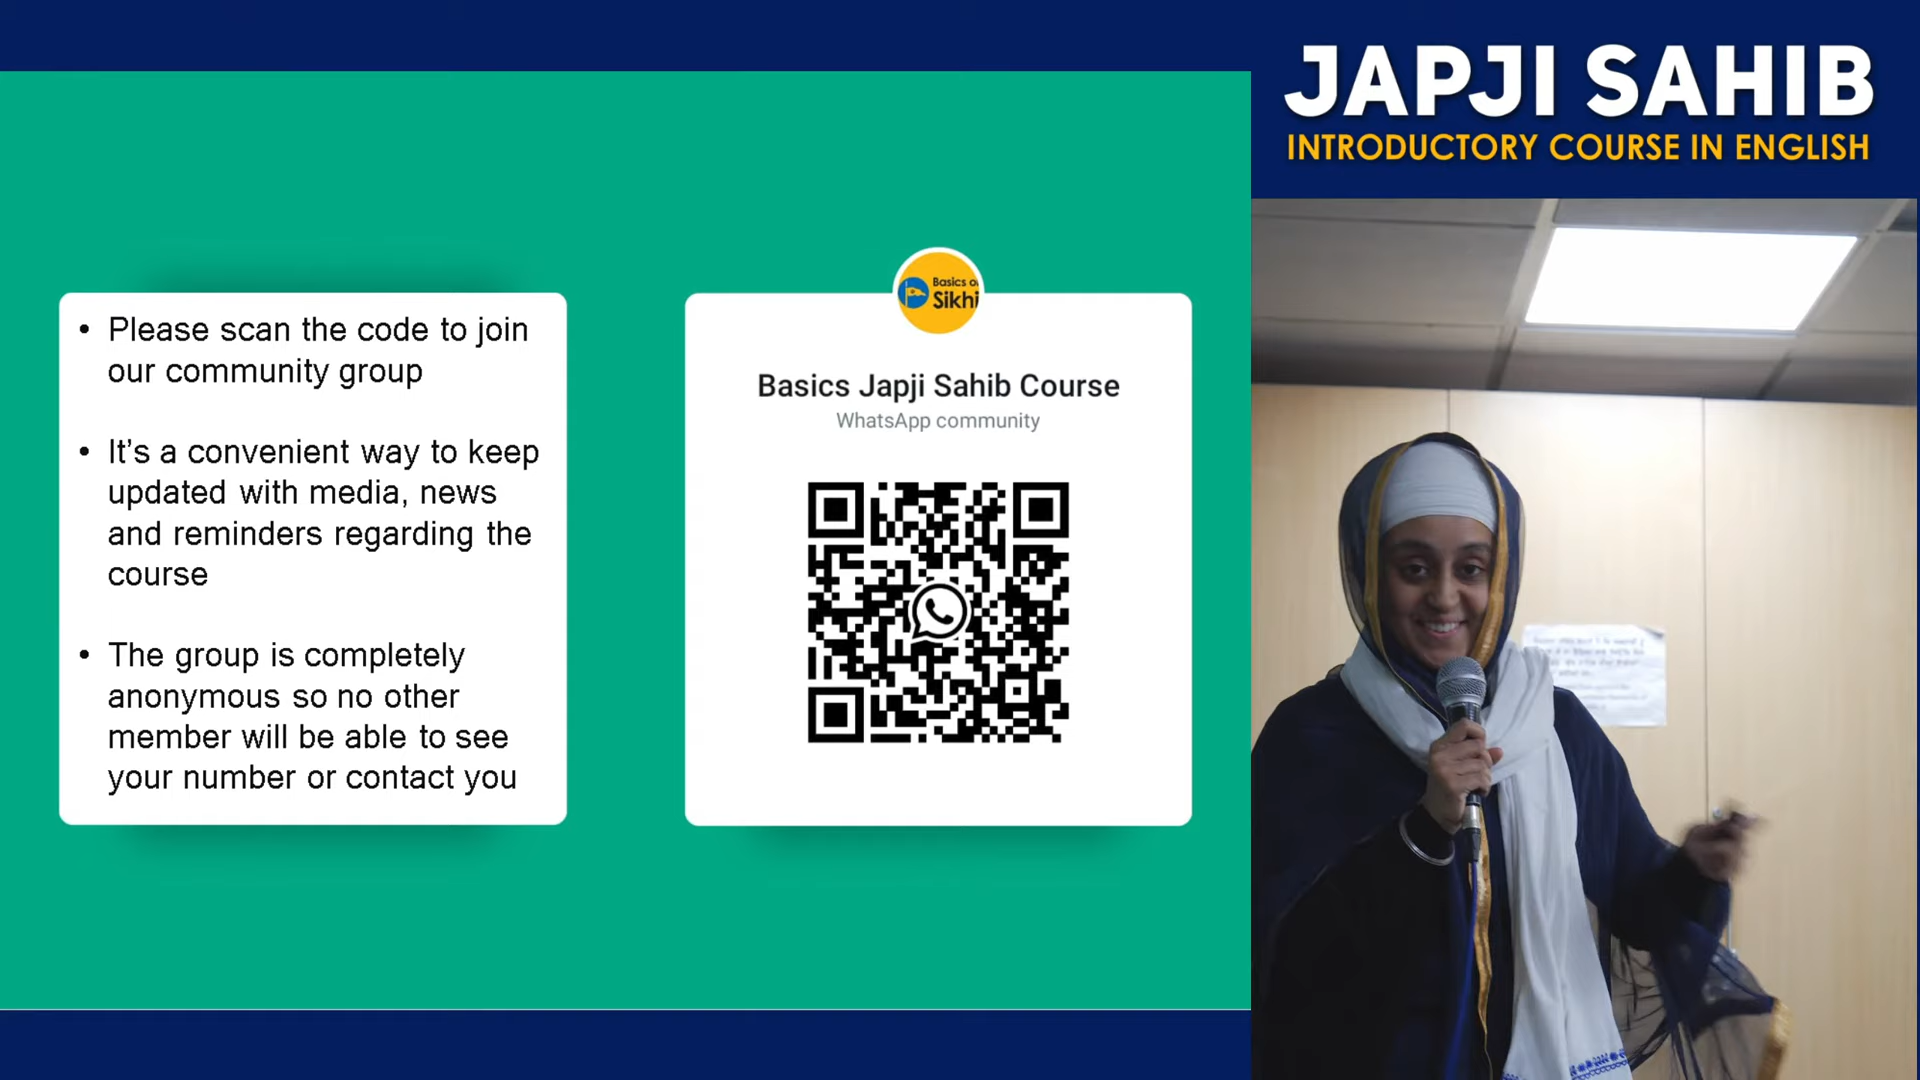 JAPJI SAHIB
INTRODUCTORY COURSE IN ENGLISH
• Please scan the code to join
our community group
• It’s a convenient way to keep
updated with media, news
and reminders regarding the
course
• The group is completely
anonymous so no other
member will be able to see
your number or contact you
Basics o
Sikhi
Basics Japji Sahib Course
WhatsApp community